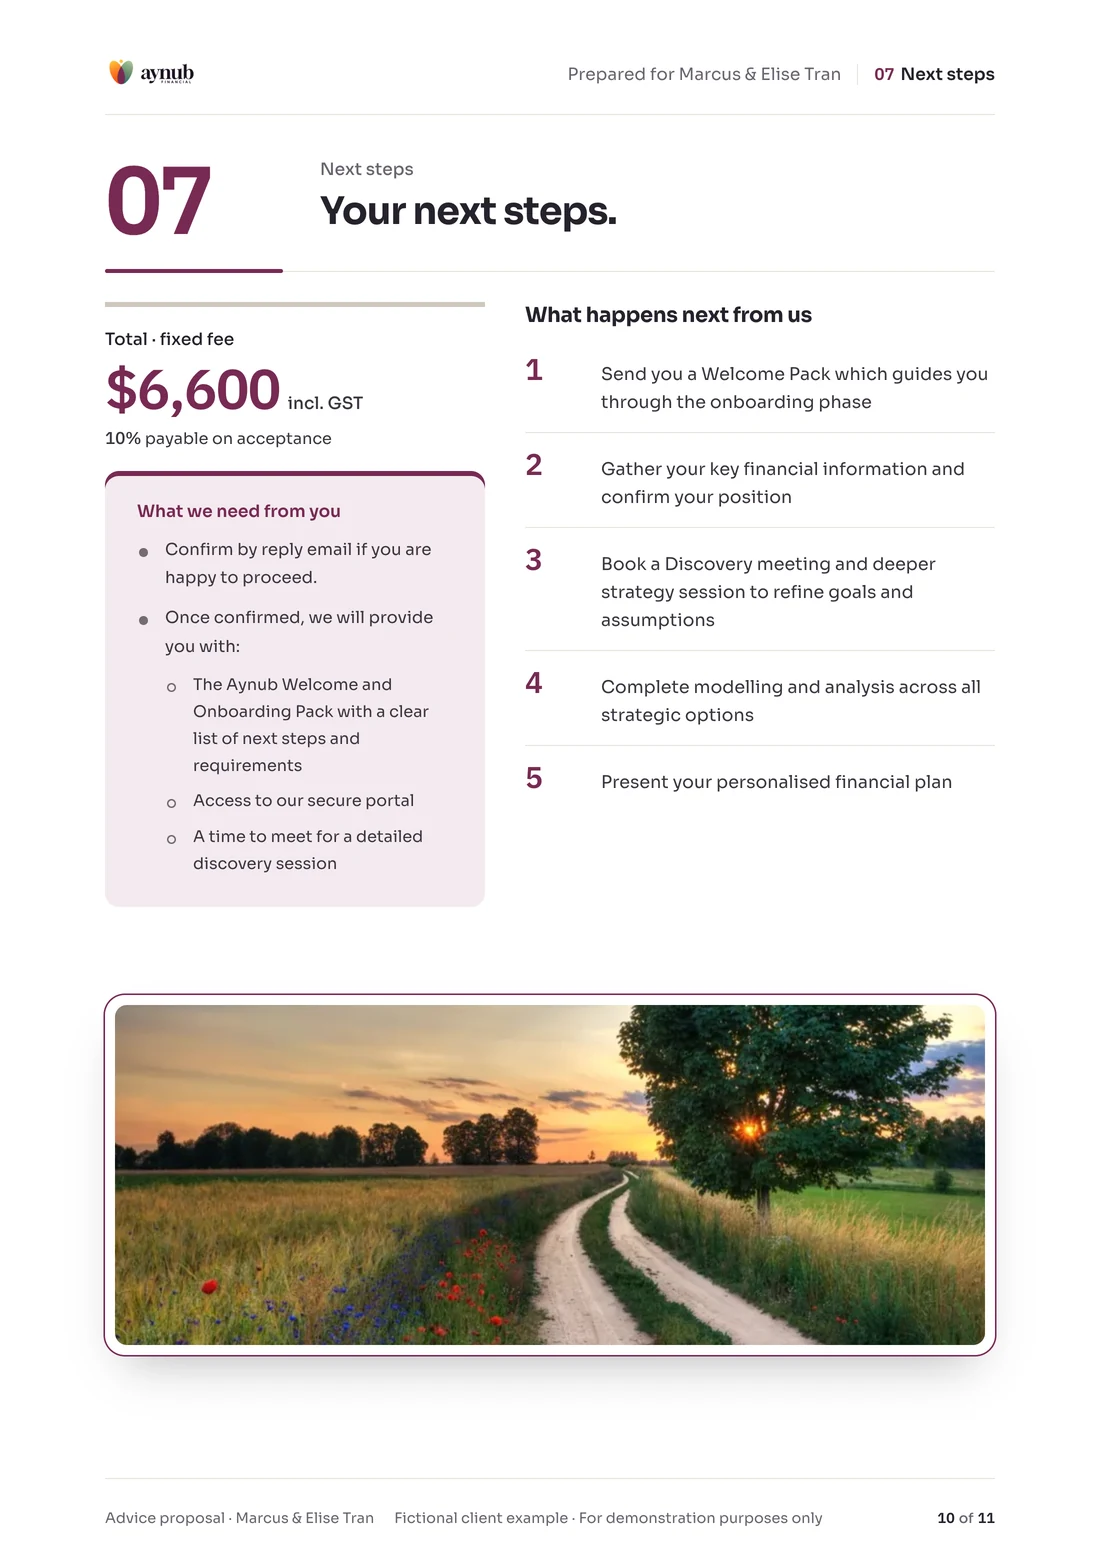 aynub
FINANCIAL
Prepared for Marcus & Elise Tran
07 Next steps
07
Next steps
Your next steps.
Total · fixed fee
$6,600 incl. GST
10% payable on acceptance
What we need from you
Confirm by reply email if you are
happy to proceed.
Once confirmed, we will provide
you with:
The Aynub Welcome and
Onboarding Pack with a clear
list of next steps and
requirements
Access to our secure portal
A time to meet for a detailed
discovery session
What happens next from us
1 Send you a Welcome Pack which guides you
through the onboarding phase
2 Gather your key financial information and
confirm your position
3 Book a Discovery meeting and deeper
strategy session to refine goals and
assumptions
4 Complete modelling and analysis across all
strategic options
5 Present your personalised financial plan
Advice proposal · Marcus & Elise Tran
Fictional client example · For demonstration purposes only
10 of 11